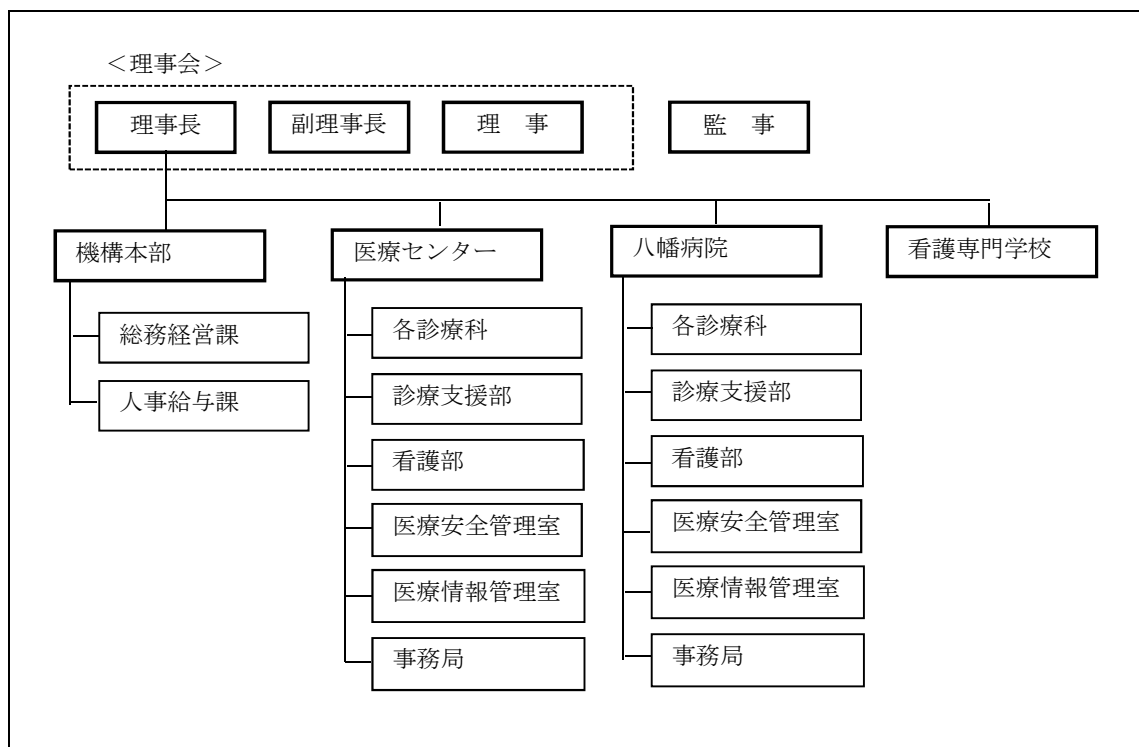 ＜理事会＞
理事長
副理事長
理　事
監　事
機構本部
総務経営課
人事給与課
医療センター
各診療科
診療支援部
看護部
医療安全管理室
医療情報管理室
事務局
八幡病院
各診療科
診療支援部
看護部
医療安全管理室
医療情報管理室
事務局
看護専門学校